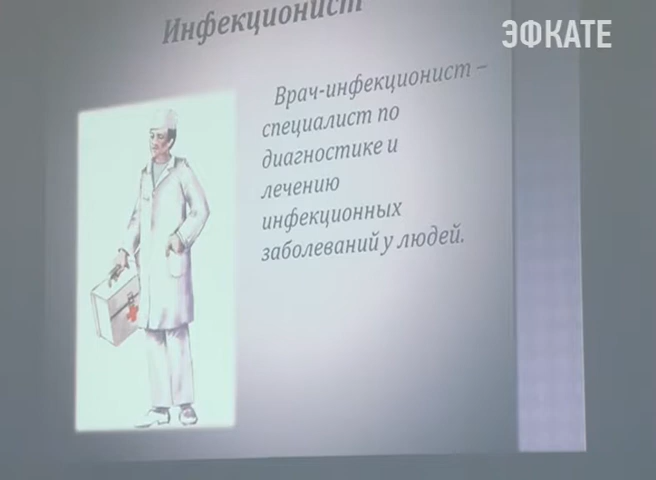 Инфекционист
ЭФКАТЕ
Врач-инфекционист –
специалист по
диагностике и
лечению
инфекционных
заболеваний у людей.